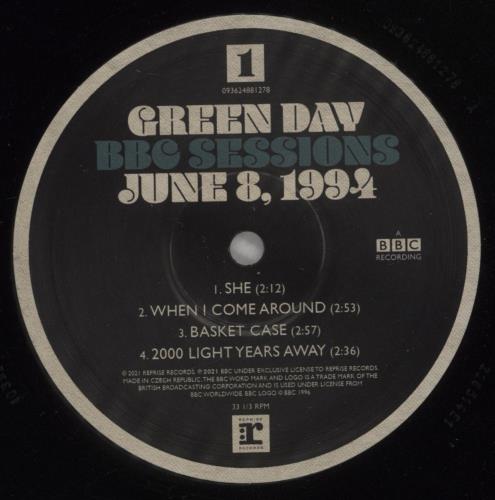 1
093624881278
GREEN DAY
BBC SESSIONS
JUNE 8, 1994
A
BBC
RECORDING
1. SHE (2:12)
2. WHEN I COME AROUND (2:53)
3. BASKET CASE (2:57)
4. 2000 LIGHT YEARS AWAY (2:36)
© 2021 REPRISE RECORDS. ℗ 2021 BBC UNDER EXCLUSIVE LICENSE TO REPRISE RECORDS.
MADE IN CZECH REPUBLIC. THE BBC WORD MARK AND LOGO IS A TRADE MARK OF THE
BRITISH BROADCASTING CORPORATION AND IS USED UNDER LICENSE FROM
BBC WORLDWIDE. BBC LOGO © BBC 1996
33 1/3 RPM
REPRISE
r
RECORDS